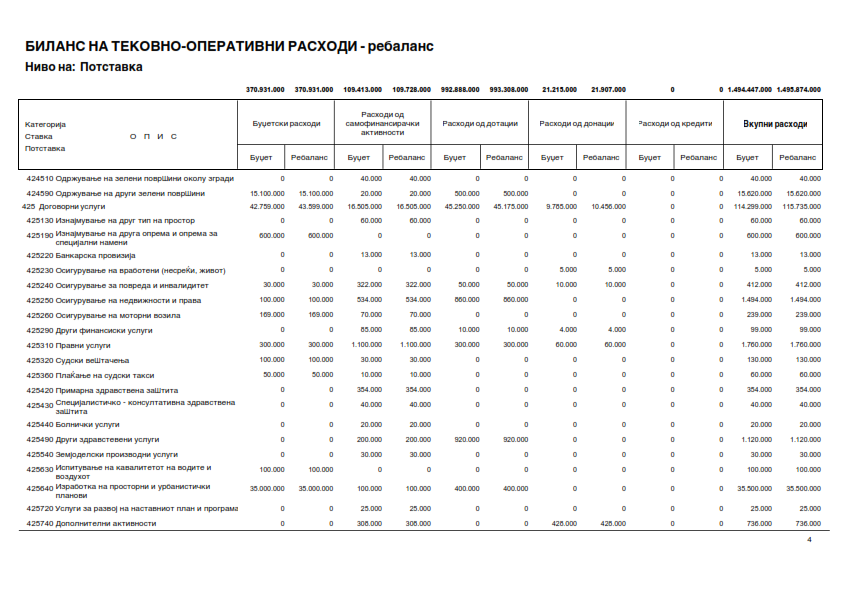 БИЛАНС НА ТЕКОВНО-ОПЕРАТИВНИ РАСХОДИ - ребаланс
Ниво на: Потставка
370.931.000 370.931.000 109.413.000 109.728.000 992.888.000 993.308.000 21.215.000 21.907.000 0 0 1.494.447.000 1.495.874.000
Категорија
Ставка О П И С
Потставка
Буџетски расходи Расходи од самофинансирачки активности Расходи од дотации Расходи од донации Расходи од кредити Вкупни расходи
Буџет Ребаланс Буџет Ребаланс Буџет Ребаланс Буџет Ребаланс Буџет Ребаланс Буџет Ребаланс
424510 Одржување на зелени површини околу згради 0 0 40.000 40.000 0 0 0 0 0 0 40.000 40.000
424590 Одржување на други зелени површини 15.100.000 15.100.000 20.000 20.000 500.000 500.000 0 0 0 0 15.620.000 15.620.000
425 Договорни услуги 42.759.000 43.599.000 16.505.000 16.505.000 45.250.000 45.175.000 9.785.000 10.456.000 0 0 114.299.000 115.735.000
425130 Изнајмување на друг тип на простор 0 0 60.000 60.000 0 0 0 0 0 0 60.000 60.000
425190 Изнајмување на друга опрема и опрема за
специјални намени 600.000 600.000 0 0 0 0 0 0 0 0 600.000 600.000
425220 Банкарска провизија 0 0 13.000 13.000 0 0 0 0 0 0 13.000 13.000
425230 Осигурување на вработени (несреќи, живот) 0 0 0 0 0 0 5.000 5.000 0 0 5.000 5.000
425240 Осигурување за повреда и инвалидитет 30.000 30.000 322.000 322.000 50.000 50.000 10.000 10.000 0 0 412.000 412.000
425250 Осигурување на недвижности и права 100.000 100.000 534.000 534.000 860.000 860.000 0 0 0 0 1.494.000 1.494.000
425260 Осигурување на моторни возила 169.000 169.000 70.000 70.000 0 0 0 0 0 0 239.000 239.000
425290 Други финансиски услуги 0 0 85.000 85.000 10.000 10.000 4.000 4.000 0 0 99.000 99.000
425310 Правни услуги 300.000 300.000 1.100.000 1.100.000 300.000 300.000 60.000 60.000 0 0 1.760.000 1.760.000
425320 Судски вештачења 100.000 100.000 30.000 30.000 0 0 0 0 0 0 130.000 130.000
425360 Плаќање на судски такси 50.000 50.000 10.000 10.000 0 0 0 0 0 0 60.000 60.000
425420 Примарна здравствена заштита 0 0 354.000 354.000 0 0 0 0 0 0 354.000 354.000
425430 Специјалистичко - консултативна здравствена
заштита 0 0 40.000 40.000 0 0 0 0 0 0 40.000 40.000
425440 Болнички услуги 0 0 20.000 20.000 0 0 0 0 0 0 20.000 20.000
425490 Други здравствевни услуги 0 0 200.000 200.000 920.000 920.000 0 0 0 0 1.120.000 1.120.000
425540 Земјоделски производни услуги 0 0 30.000 30.000 0 0 0 0 0 0 30.000 30.000
425630 Испитување на кавалитетот на водите и
воздухот 100.000 100.000 0 0 0 0 0 0 0 0 100.000 100.000
425640 Изработка на просторни и урбанистички
планови 35.000.000 35.000.000 100.000 100.000 400.000 400.000 0 0 0 0 35.500.000 35.500.000
425720 Услуги за развој на наставниот план и програма 0 0 25.000 25.000 0 0 0 0 0 0 25.000 25.000
425740 Дополнителни активности 0 0 308.000 308.000 0 0 428.000 428.000 0 0 736.000 736.000
4